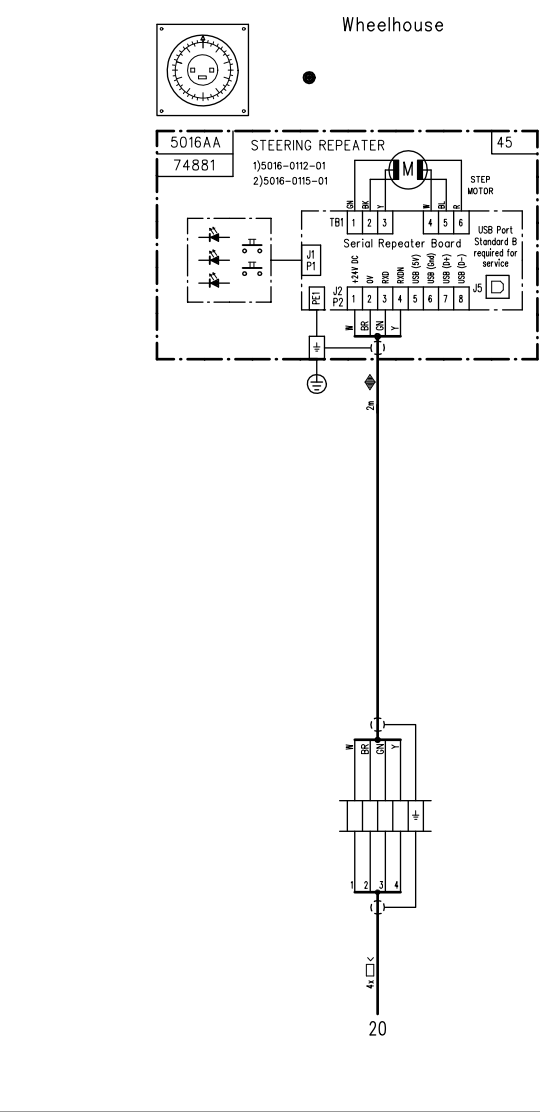 Wheelhouse
5016AA
STEERING REPEATER
45
74881
1)5016-0112-01
2)5016-0115-01
M
STEP
MOTOR
GN BK Y W BL R
TB1 1 2 3 4 5 6
USB Port
Standard B
required for
service
Serial Repeater Board
J1
P1
+24V DC 0V RXD RXDN USB (5V) USB (Gnd) USB (D+) USB (D-)
J5
PE1
J2
P2
1 2 3 4 5 6 7 8
W BR GN Y
2m
W BR GN Y
1 2 3 4
4x
20